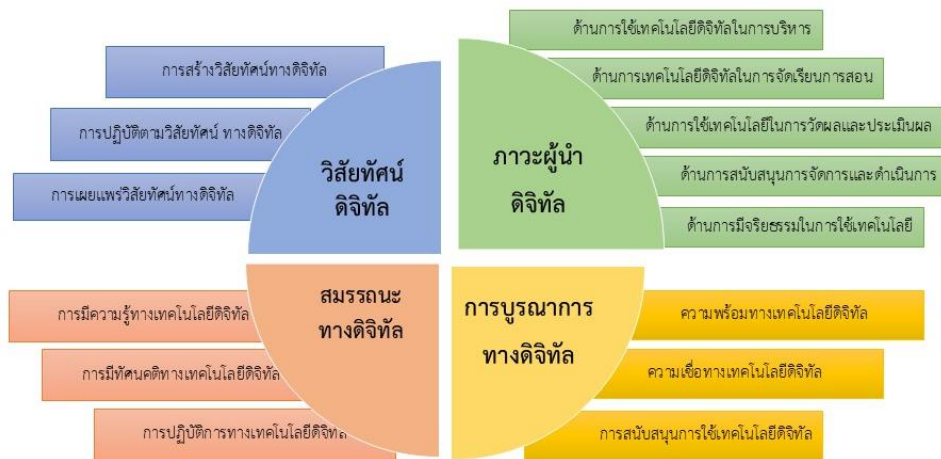 การสร้างวิสัยทัศน์ทางดิจิทัล
การปฏิบัติตามวิสัยทัศน์ ทางดิจิทัล
การเผยแพร่วิสัยทัศน์ทางดิจิทัล
วิสัยทัศน์
ดิจิทัล
ภาวะผู้นำ
ดิจิทัล
ด้านการใช้เทคโนโลยีดิจิทัลในการบริหาร
ด้านการเทคโนโลยีดิจิทัลในการจัดเรียนการสอน
ด้านการใช้เทคโนโลยีในการวัดผลและประเมินผล
ด้านการสนับสนุนการจัดการและดำเนินการ
ด้านการมีจริยธรรมในการใช้เทคโนโลยี
การมีความรู้ทางเทคโนโลยีดิจิทัล
การมีทัศนคติทางเทคโนโลยีดิจิทัล
การปฏิบัติการทางเทคโนโลยีดิจิทัล
สมรรถนะ
ทางดิจิทัล
การบูรณาการ
ทางดิจิทัล
ความพร้อมทางเทคโนโลยีดิจิทัล
ความเชื่อทางเทคโนโลยีดิจิทัล
การสนับสนุนการใช้เทคโนโลยีดิจิทัล